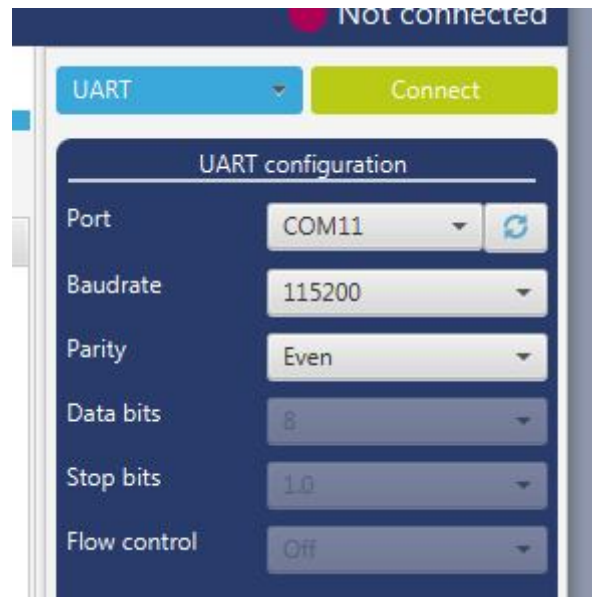 Not connected
UART Connect
UART configuration
Port COM11
Baudrate 115200
Parity Even
Data bits 8
Stop bits 1.0
Flow control Off